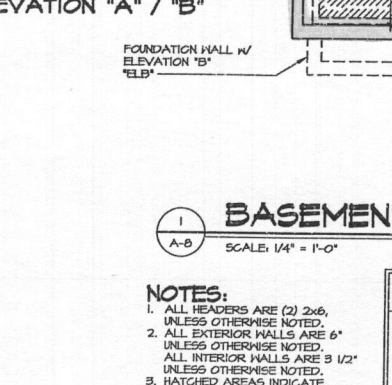 EVATION "A" / "B"
FOUNDATION WALL W/
ELEVATION "B"
"ELB"
1
A-8
BASEMEN
SCALE: 1/4" = 1'-0"
NOTES:
1. ALL HEADERS ARE (2) 2x6,
UNLESS OTHERWISE NOTED.
2. ALL EXTERIOR WALLS ARE 6"
UNLESS OTHERWISE NOTED.
ALL INTERIOR WALLS ARE 3 1/2"
UNLESS OTHERWISE NOTED.
3. HATCHED AREAS INDICATE